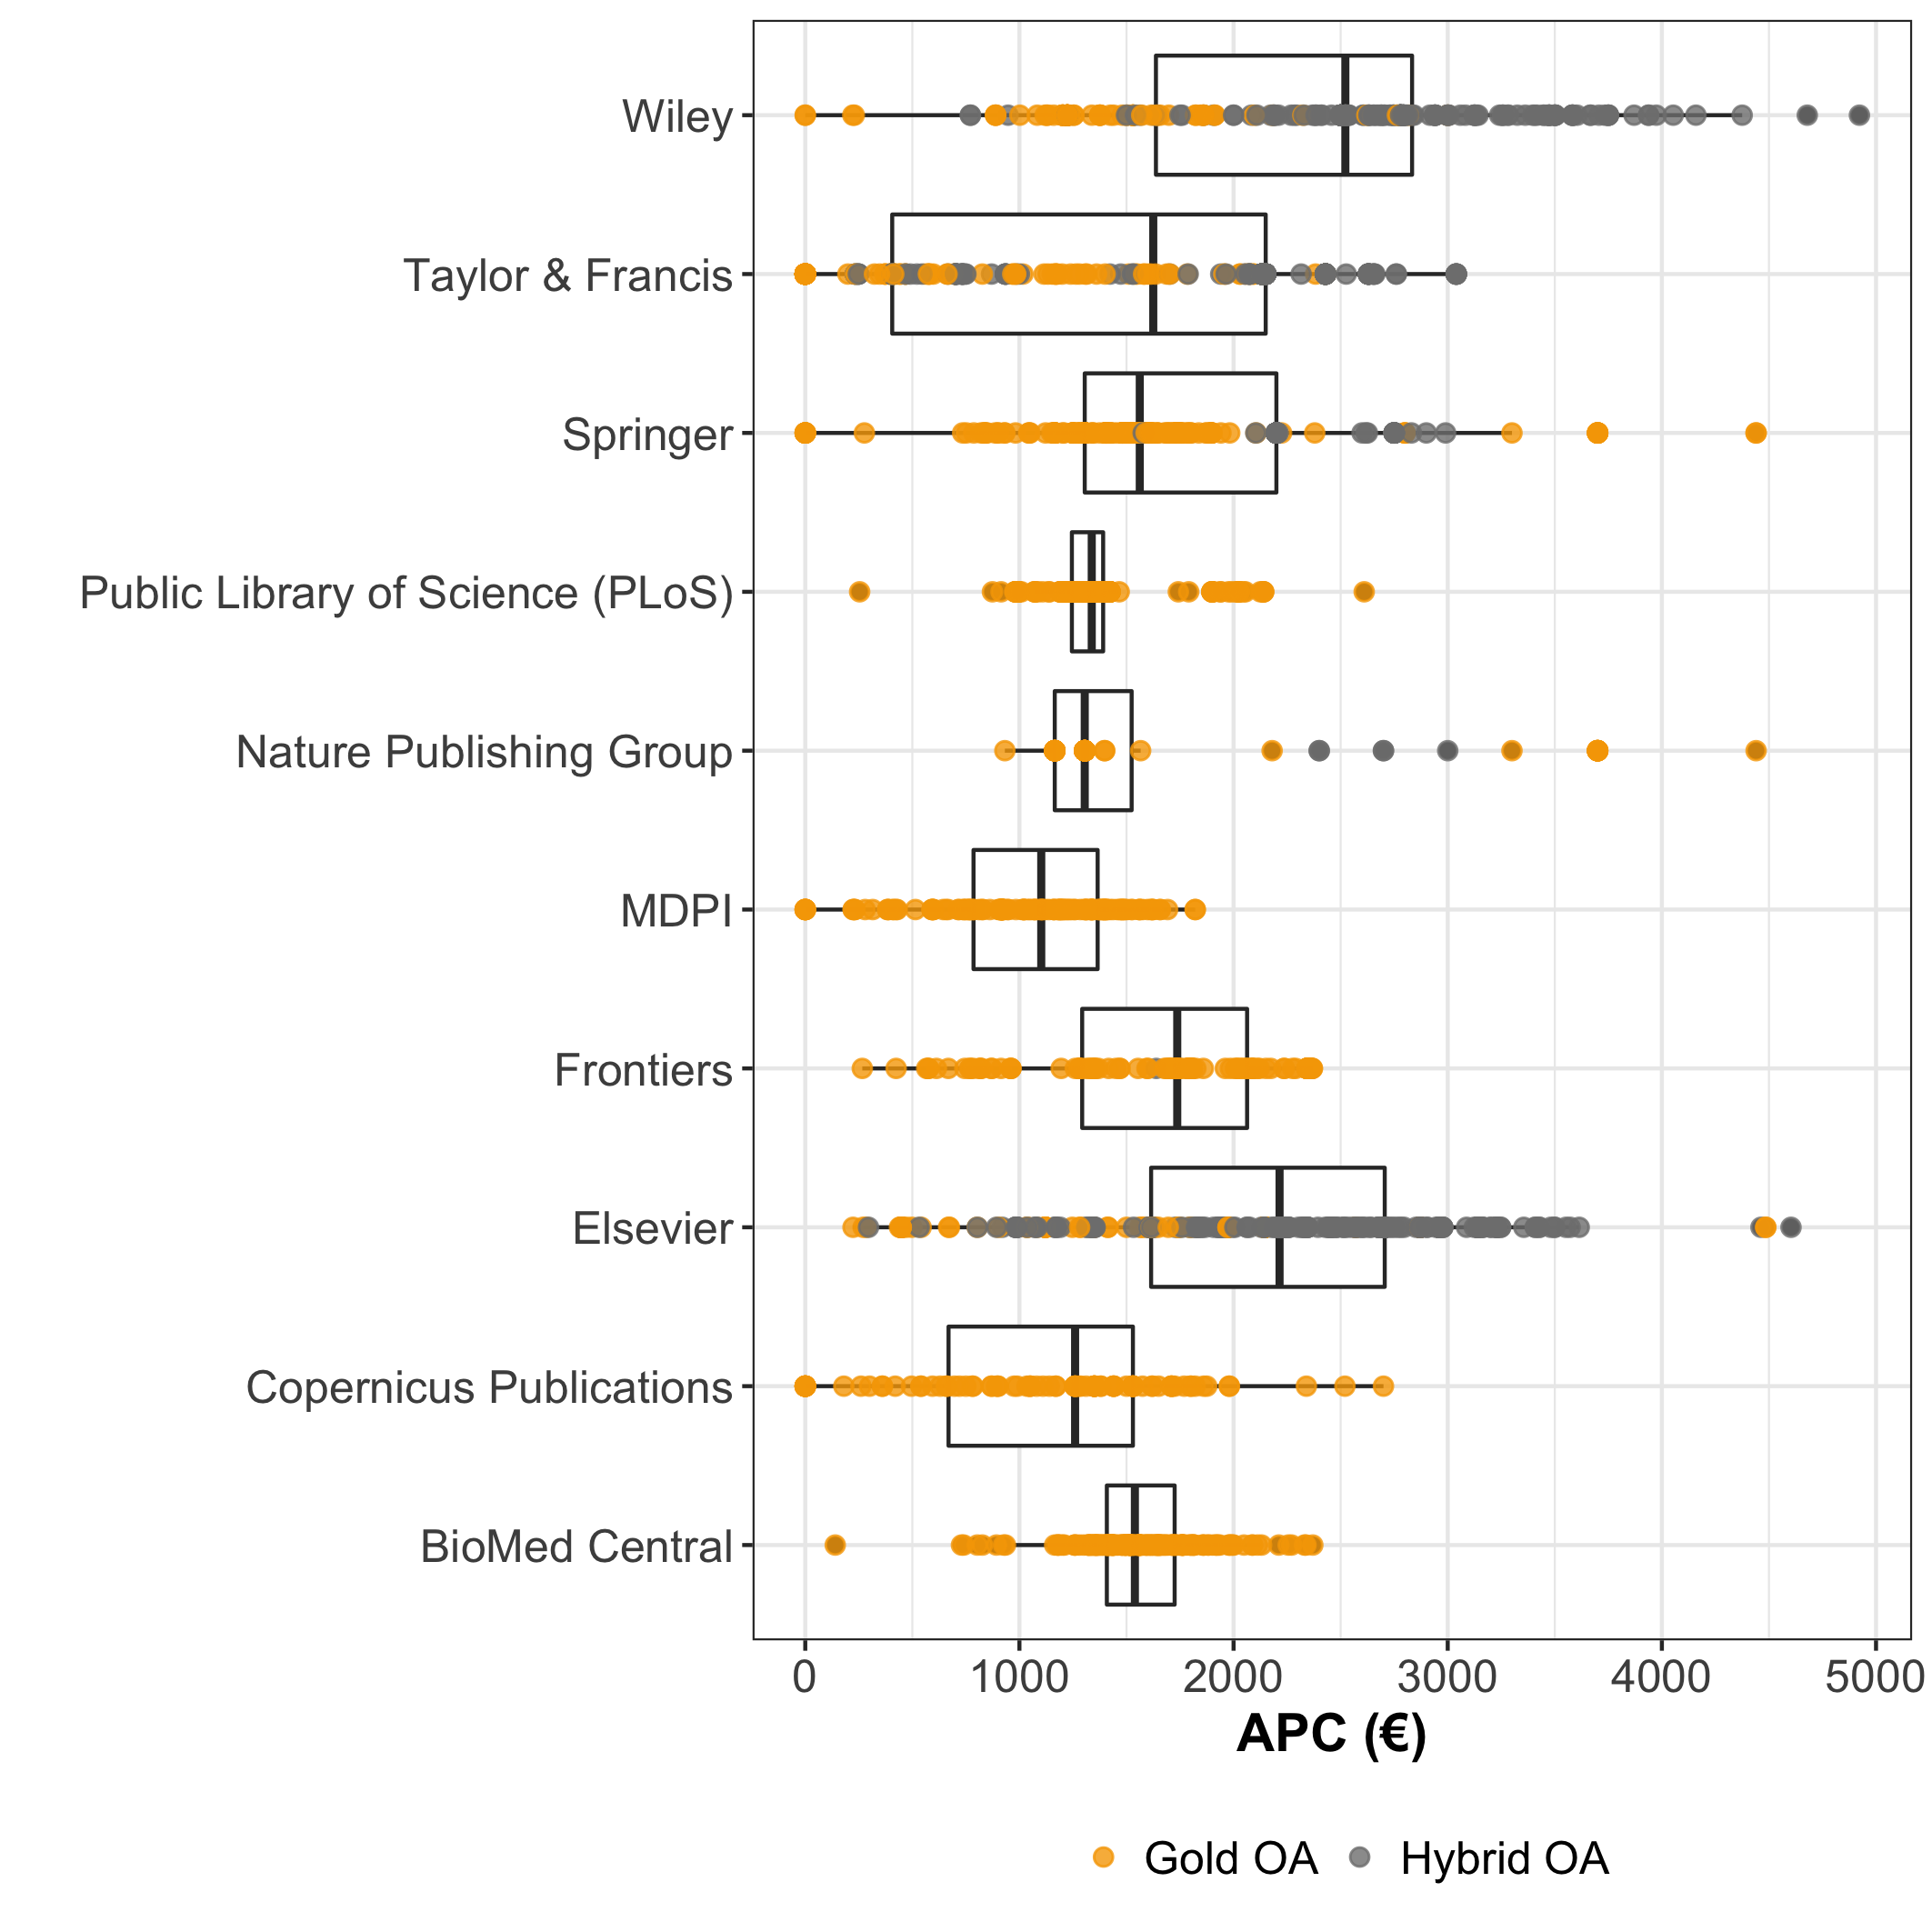 Wiley
Taylor & Francis
Springer
Public Library of Science (PLoS)
Nature Publishing Group
MDPI
Frontiers
Elsevier
Copernicus Publications
BioMed Central
0 1000 2000 3000 4000 5000
APC (€)
Gold OA Hybrid OA